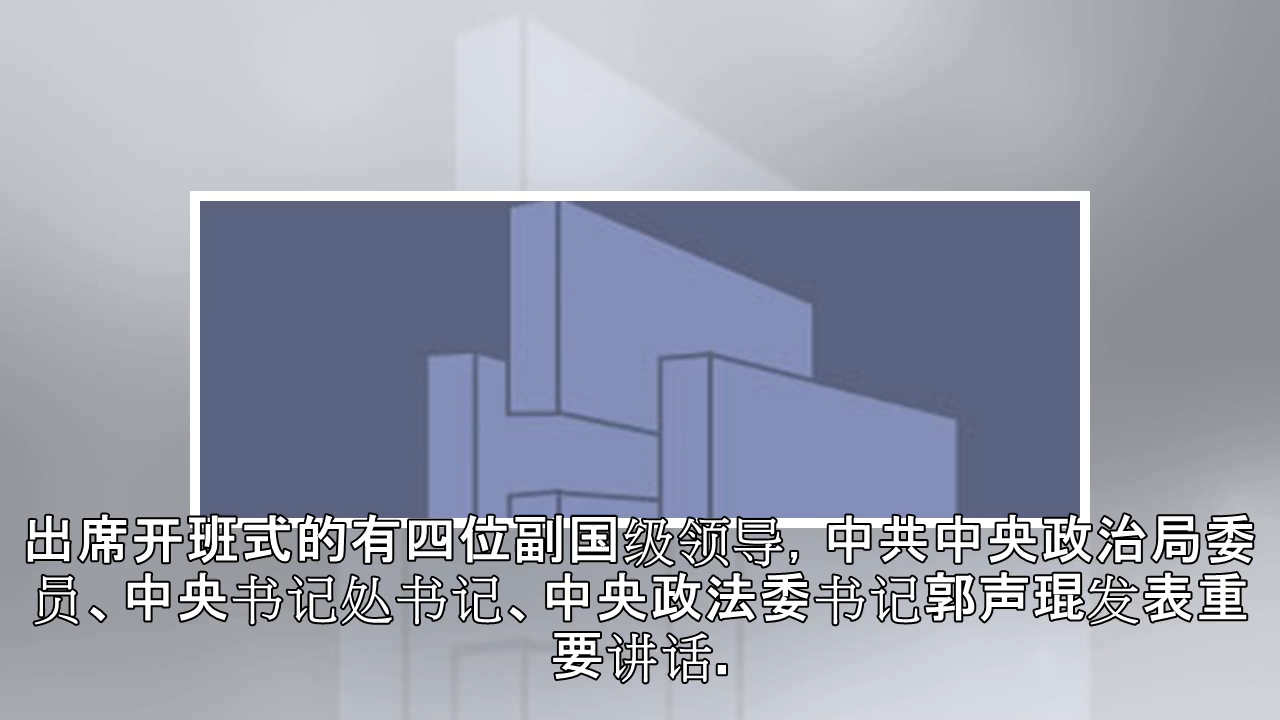 出席开班式的有四位副国级领导, 中共中央政治局委
员、中央书记处书记、中央政法委书记郭声琨发表重
要讲话.